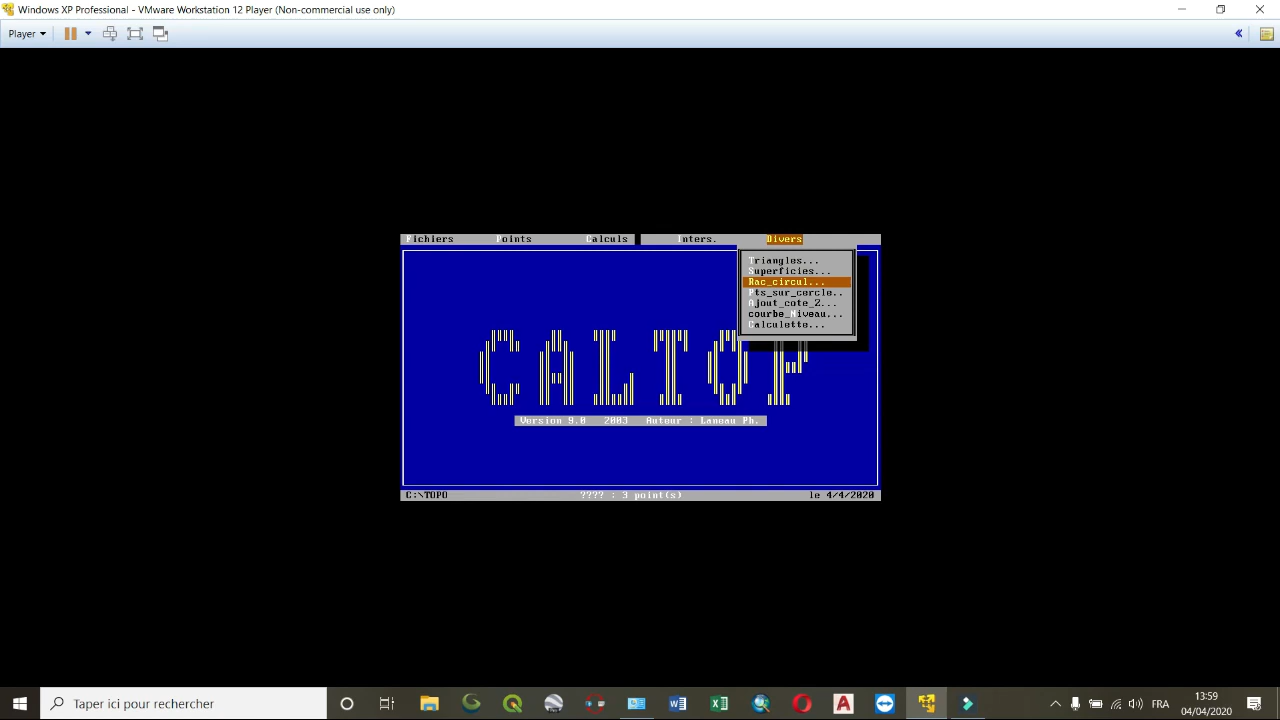 Windows XP Professional - VMware Workstation 12 Player (Non-commercial use only)
Player
Fichiers Points Calculs Inters. Divers
Triangles...
Superficies...
Rac_circul...
Pts_sur_cercle..
Ajout_cote_Z...
courbe_Niveau...
Calculette...
CALTOP
Version 9.0 2003 Auteur : Laneau Ph.
C:\TOPO ???? : 3 point(s) le 4/4/2020
Taper ici pour rechercher
FRA
13:59
04/04/2020